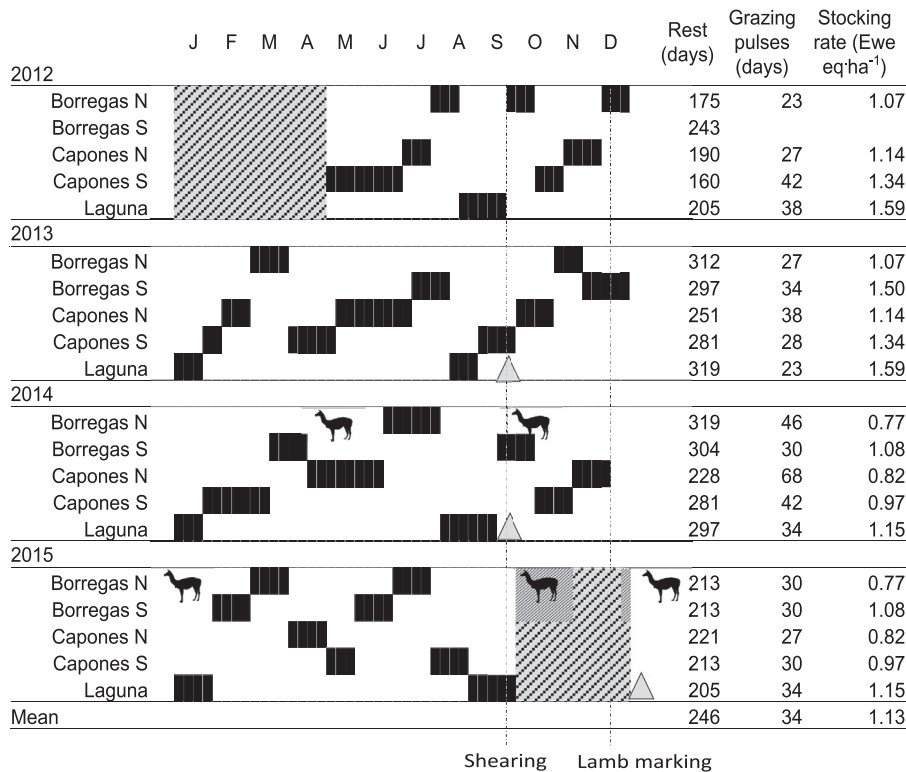 J F M A M J J A S O N D Rest (days) Grazing pulses (days) Stocking rate (Ewe eq·ha⁻¹)
2012
Borregas N 175 23 1.07
Borregas S 243
Capones N 190 27 1.14
Capones S 160 42 1.34
Laguna 205 38 1.59
2013
Borregas N 312 27 1.07
Borregas S 297 34 1.50
Capones N 251 38 1.14
Capones S 281 28 1.34
Laguna 319 23 1.59
2014
Borregas N 319 46 0.77
Borregas S 304 30 1.08
Capones N 228 68 0.82
Capones S 281 42 0.97
Laguna 297 34 1.15
2015
Borregas N 213 30 0.77
Borregas S 213 30 1.08
Capones N 221 27 0.82
Capones S 213 30 0.97
Laguna 205 34 1.15
Mean 246 34 1.13
Shearing Lamb marking